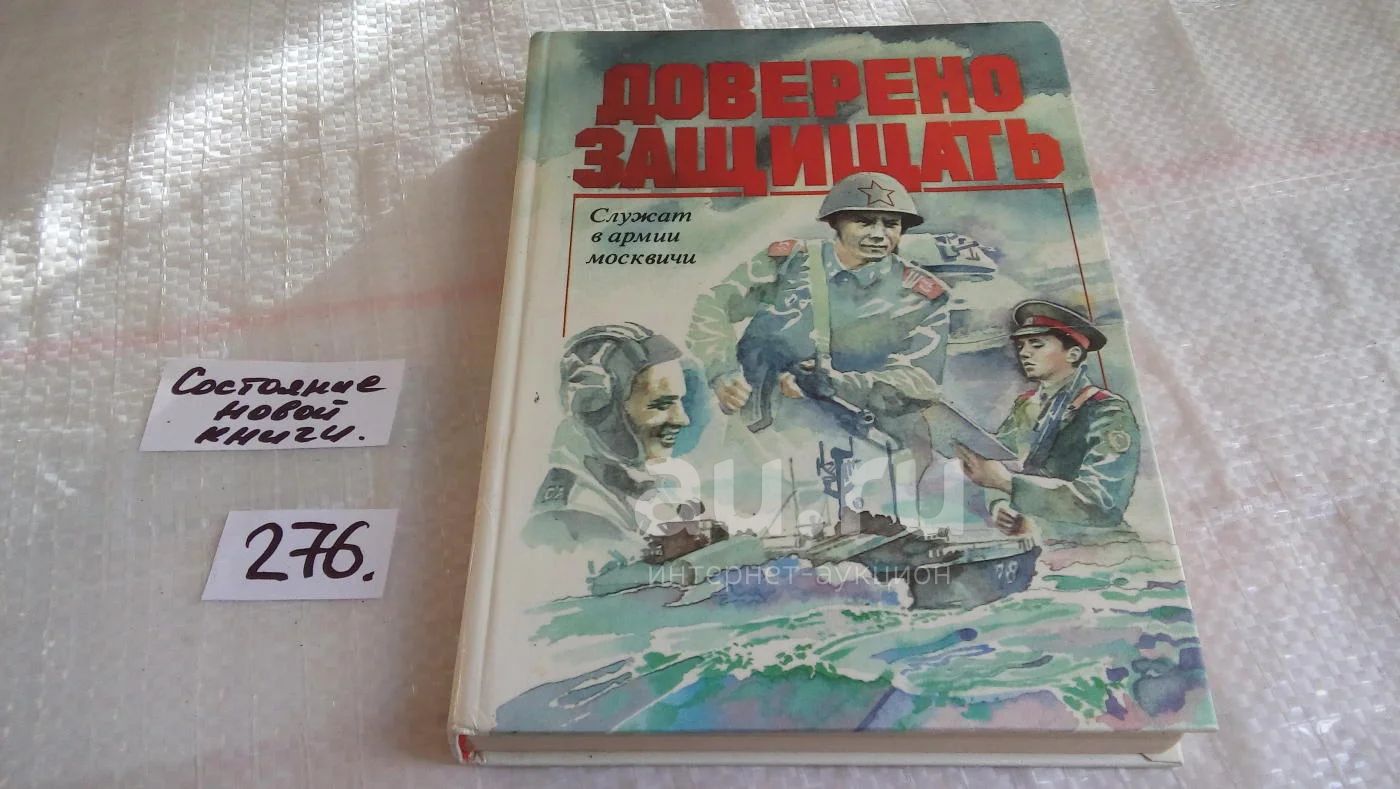 ДОВЕРЕНО
ЗАЩИЩАТЬ
Служат
в армии
москвичи
Состояние
новой
книги.
276.
au.ru
интернет-аукцион
78